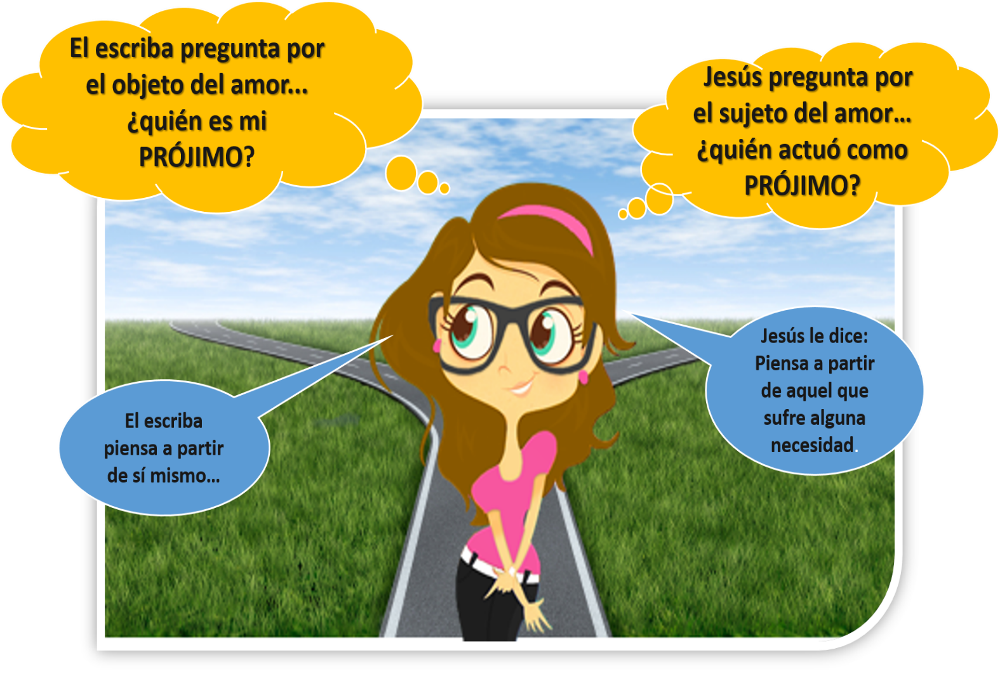 El escriba pregunta por
el objeto del amor...
¿quién es mi
PRÓJIMO?
Jesús pregunta por
el sujeto del amor...
¿quién actuó como
PRÓJIMO?
El escriba
piensa a partir
de sí mismo...
Jesús le dice:
Piensa a partir
de aquel que
sufre alguna
necesidad.